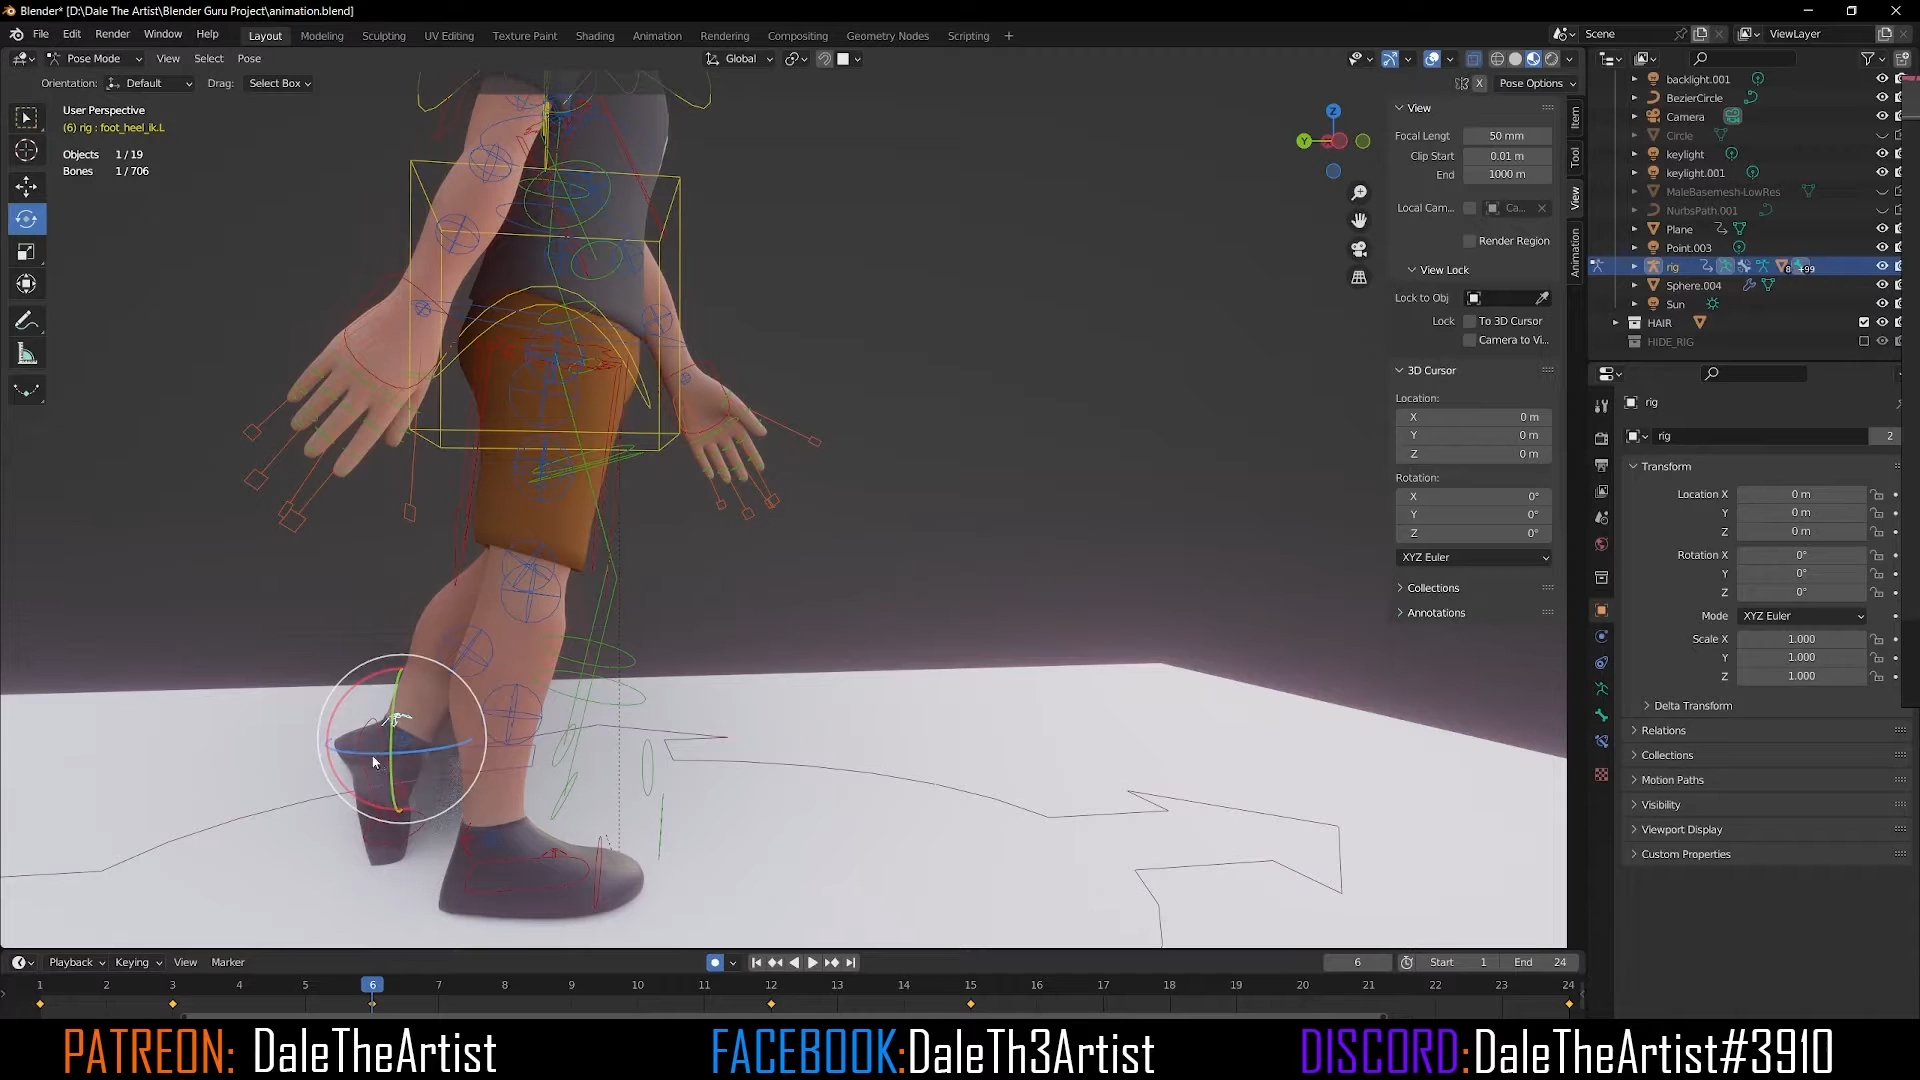 Blender* [D:\Dale The Artist\Blender Guru Project\animation.blend]
File Edit Render Window Help Layout Modeling Sculpting UV Editing Texture Paint Shading Animation Rendering Compositing Geometry Nodes Scripting + Scene ViewLayer
Pose Mode View Select Pose Global
Orientation: Default Drag: Select Box X Pose Options
User Perspective
(6) rig : foot_heel_ik.L
Objects 1 / 19
Bones 1 / 706
Z
Y
View
Focal Lengt 50 mm
Clip Start 0.01 m
End 1000 m
Local Cam... Ca...
Render Region
View Lock
Lock to Obj
Lock To 3D Cursor
Camera to Vi...
3D Cursor
Location:
X 0 m
Y 0 m
Z 0 m
Rotation:
X 0°
Y 0°
Z 0°
XYZ Euler
Collections
Annotations
Item
Tool
View
Animation
backlight.001
BezierCircle
Camera
Circle
keylight
keylight.001
MaleBasemesh-LowRes
NurbsPath.001
Plane
Point.003
rig 8 +99
Sphere.004
Sun
HAIR
HIDE_RIG
rig
rig 2
Transform
Location X 0 m
Y 0 m
Z 0 m
Rotation X 0°
Y 0°
Z 0°
Mode XYZ Euler
Scale X 1.000
Y 1.000
Z 1.000
Delta Transform
Relations
Collections
Motion Paths
Visibility
Viewport Display
Custom Properties
Playback Keying View Marker 6 Start 1 End 24
1 2 3 4 5 6 7 8 9 10 11 12 13 14 15 16 17 18 19 20 21 22 23 24
PATREON: DaleTheArtist FACEBOOK:DaleTh3Artist DISCORD:DaleTheArtist#3910